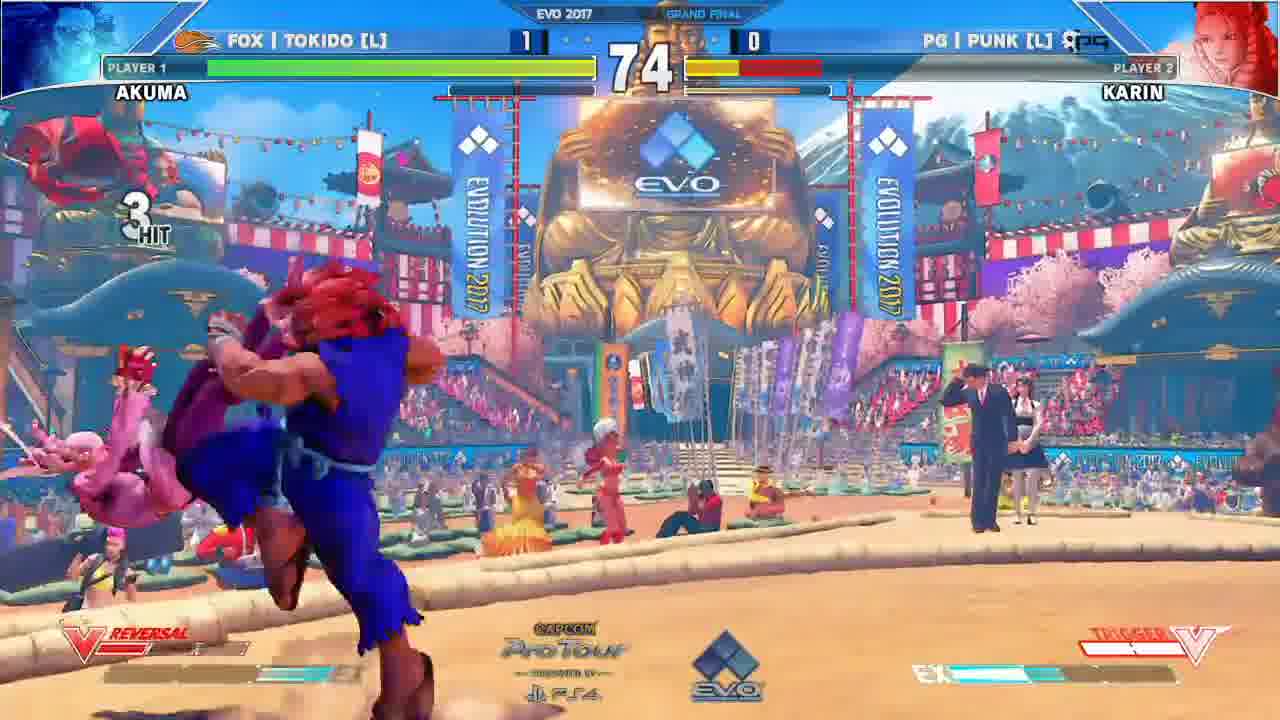 EVO 2017 GRAND FINAL
FOX | TOKIDO [L] 1 74 0 PG | PUNK [L] PG
PLAYER 1 PLAYER 2
AKUMA KARIN
EVO
EVOLUTION 2017
EVOLUTION 2017
3 HIT
V REVERSAL
TRIGGER V
EX
CAPCOM
Pro Tour
PS4
EVO